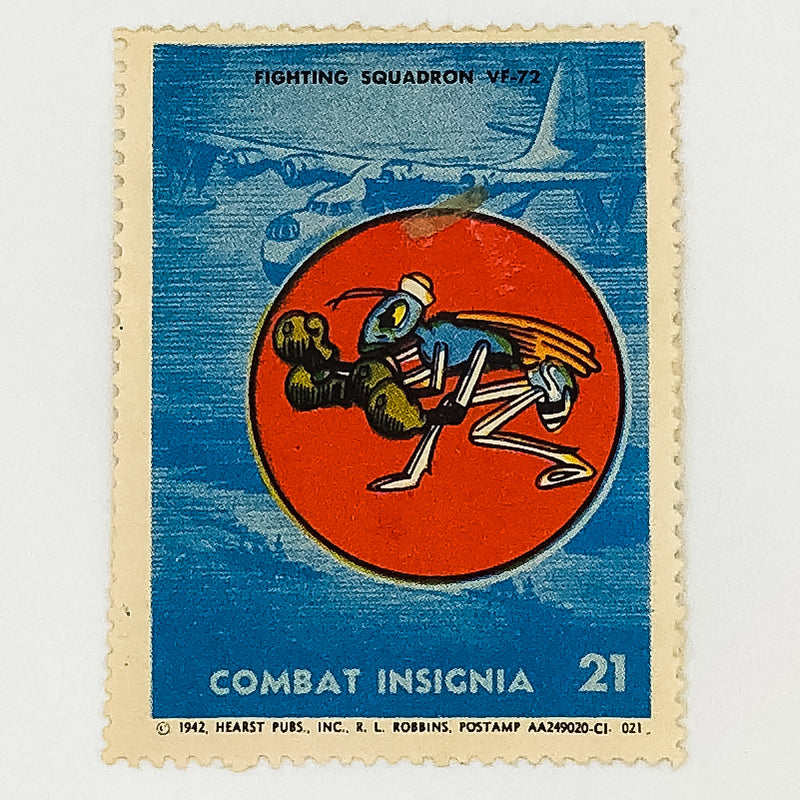 FIGHTING SQUADRON VF-72
COMBAT INSIGNIA 21
© 1942, HEARST PUBS., INC., R. L. ROBBINS, POSTAMP AA249020-CI- 021.